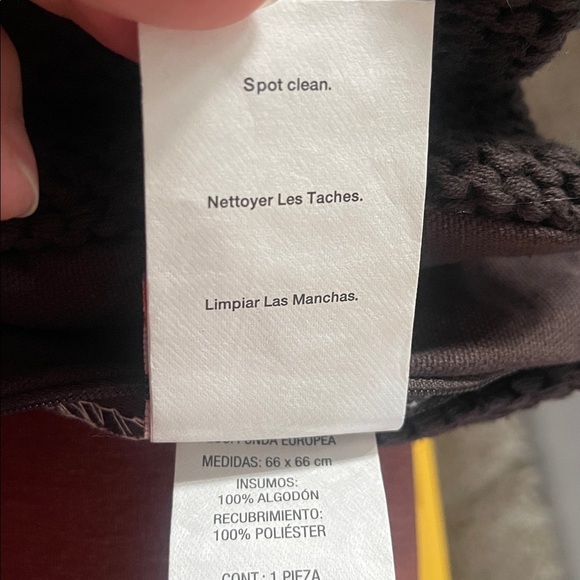 Spot clean.
Nettoyer Les Taches.
Limpiar Las Manchas.
FUNDA EUROPEA
MEDIDAS: 66 x 66 cm
INSUMOS:
100% ALGODÓN
RECUBRIMIENTO:
100% POLIÉSTER
CONT.: 1 PIEZA